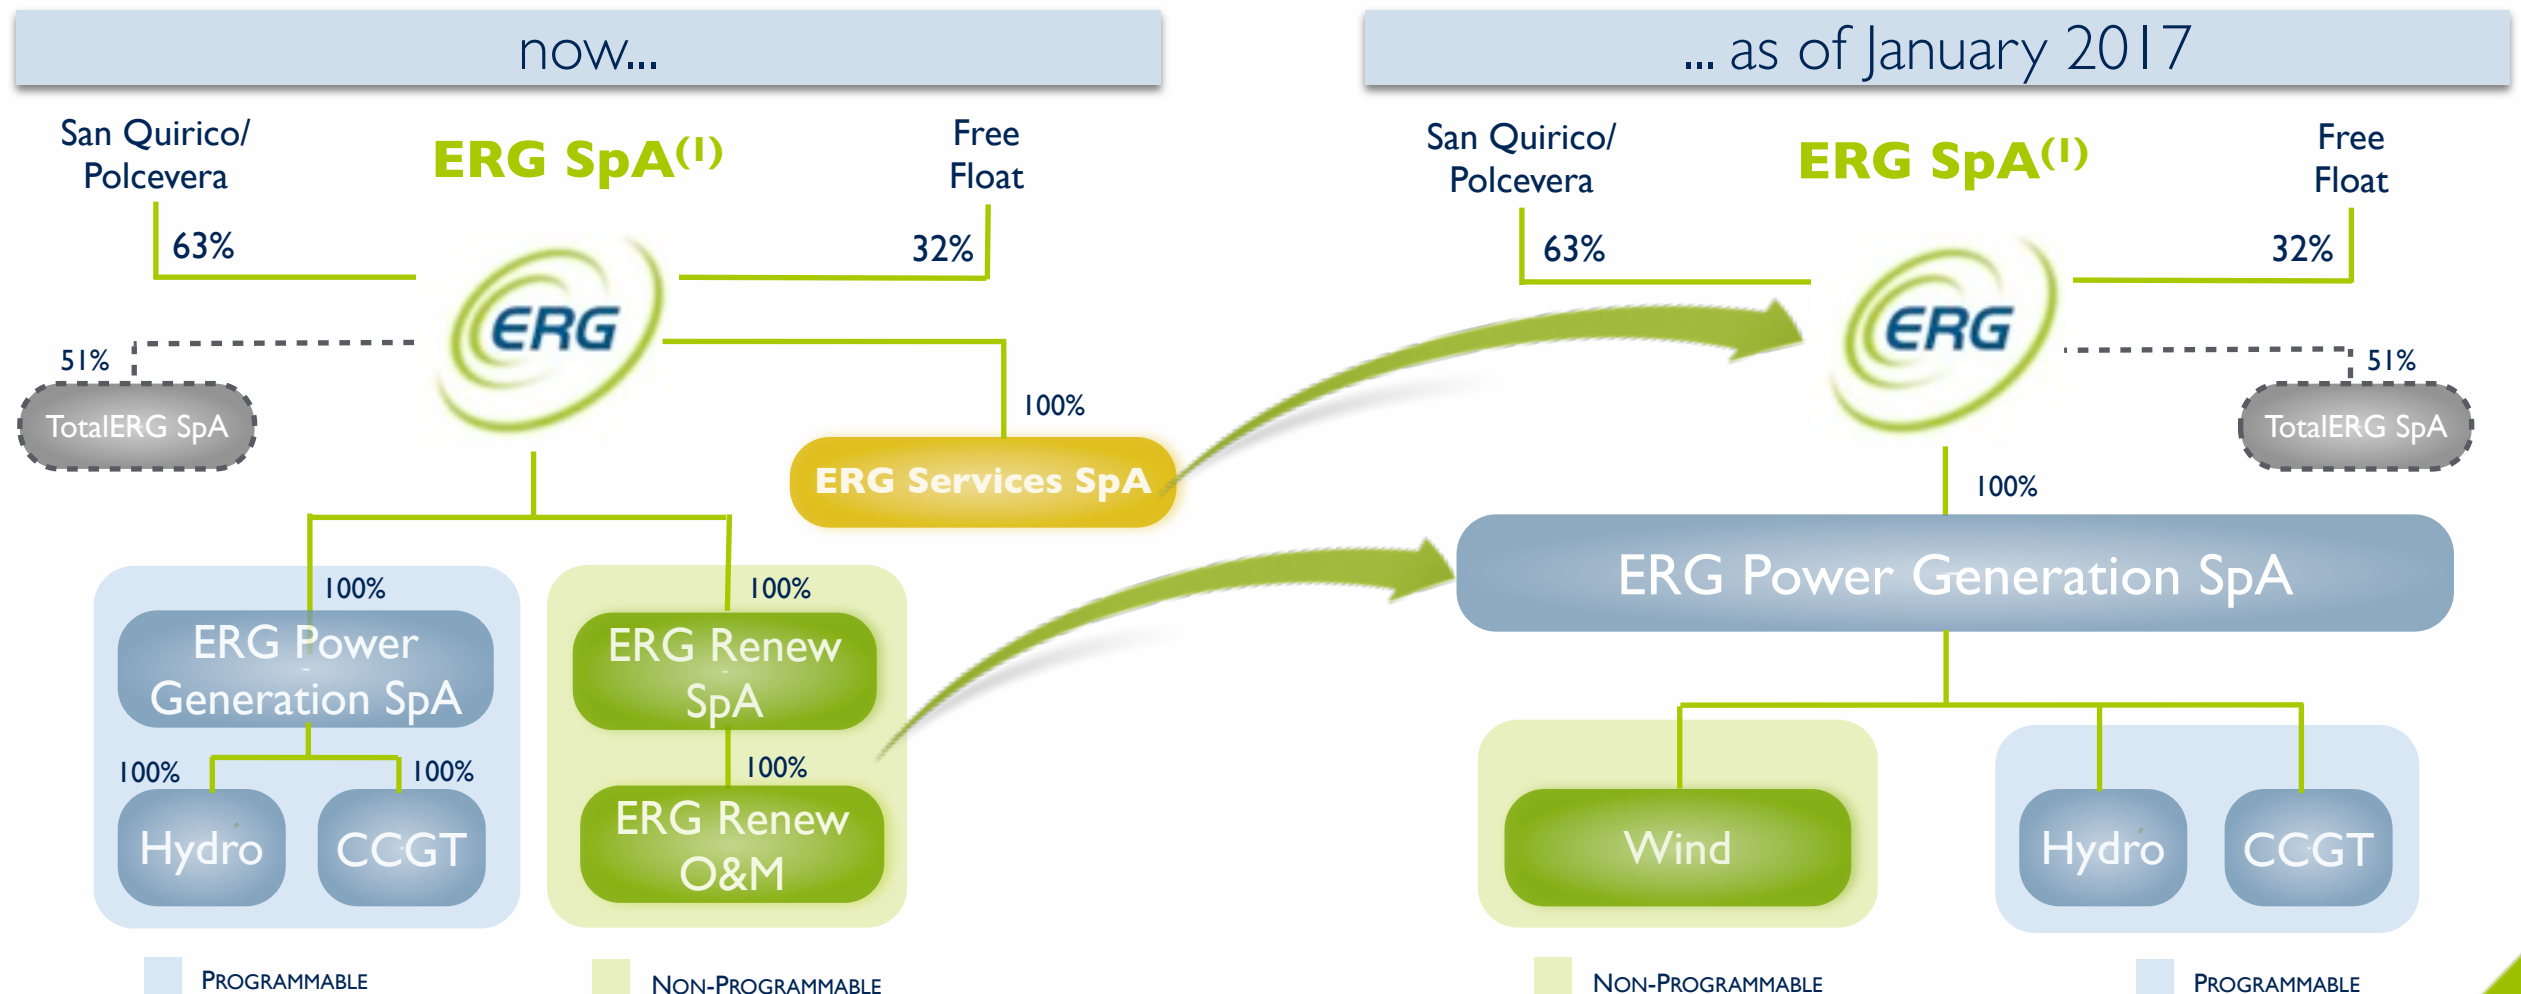 now...
San Quirico/
Polcevera
ERG SpA(1)
Free
Float
63%
32%
ERG
51%
TotalERG SpA
100%
ERG Services SpA
100%
ERG Power
Generation SpA
100%
100%
Hydro
CCGT
100%
ERG Renew
SpA
100%
ERG Renew
O&M
PROGRAMMABLE
NON-PROGRAMMABLE
... as of January 2017
San Quirico/
Polcevera
ERG SpA(1)
Free
Float
63%
32%
ERG
51%
TotalERG SpA
100%
ERG Power Generation SpA
Wind
Hydro
CCGT
NON-PROGRAMMABLE
PROGRAMMABLE